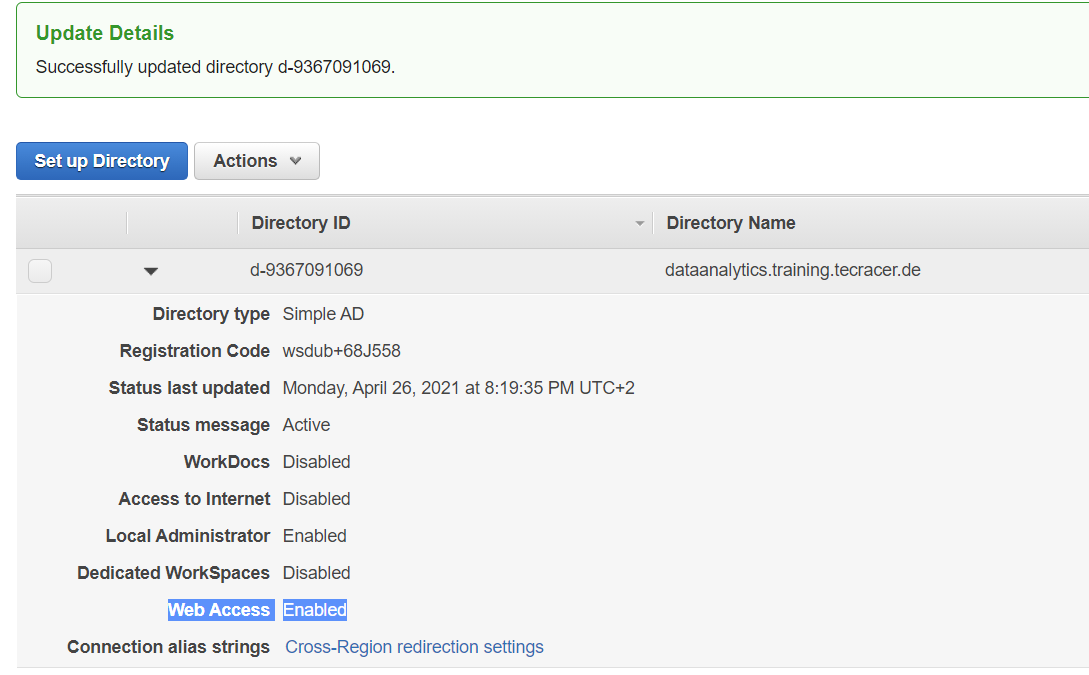 Update Details
Successfully updated directory d-9367091069.
Set up Directory Actions
Directory ID Directory Name
d-9367091069 dataanalytics.training.tecracer.de
Directory type Simple AD
Registration Code wsdub+68J558
Status last updated Monday, April 26, 2021 at 8:19:35 PM UTC+2
Status message Active
WorkDocs Disabled
Access to Internet Disabled
Local Administrator Enabled
Dedicated WorkSpaces Disabled
Web Access Enabled
Connection alias strings Cross-Region redirection settings